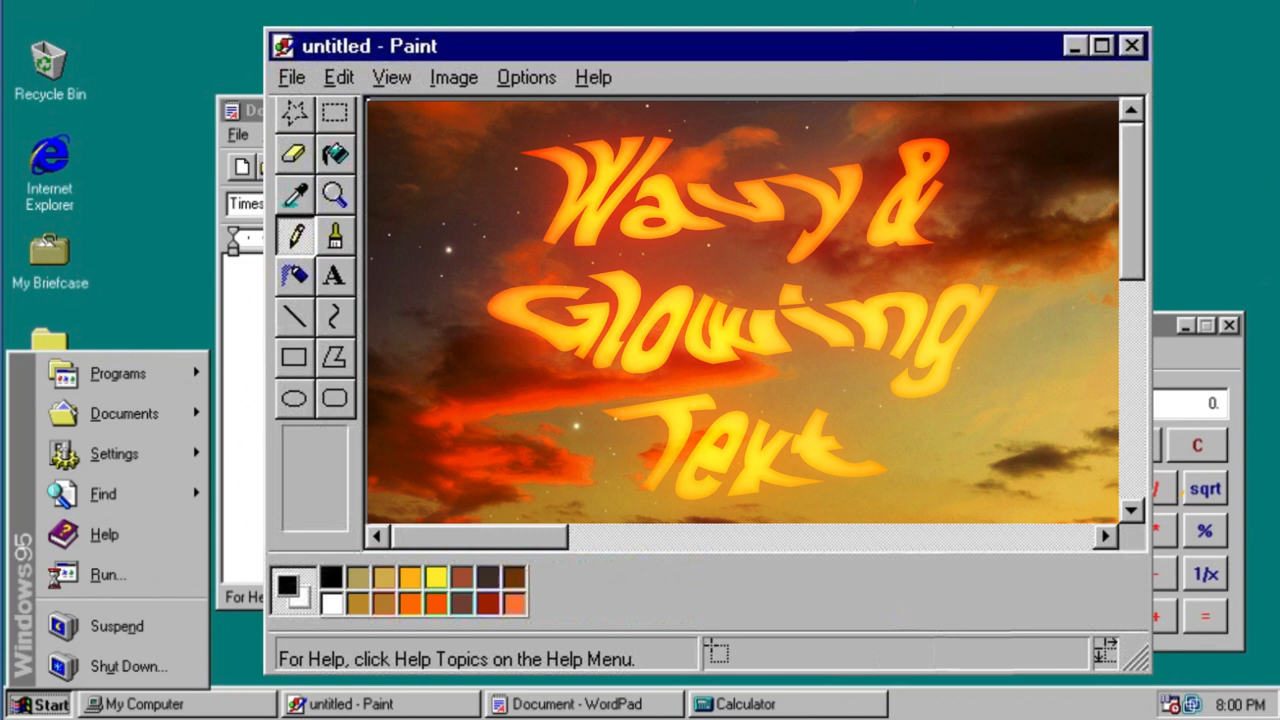 Recycle Bin
Internet
Explorer
My Briefcase
untitled - Paint
File Edit View Image Options Help
Wavy &
Glowing
Text
For Help, click Help Topics on the Help Menu.
File
Times
For He
0.
C
sqrt
*
%
-
1/x
+
=
Programs
Documents
Settings
Find
Help
Run...
Suspend
Shut Down...
Windows95
Start
My Computer
untitled - Paint
Document - WordPad
Calculator
8:00 PM